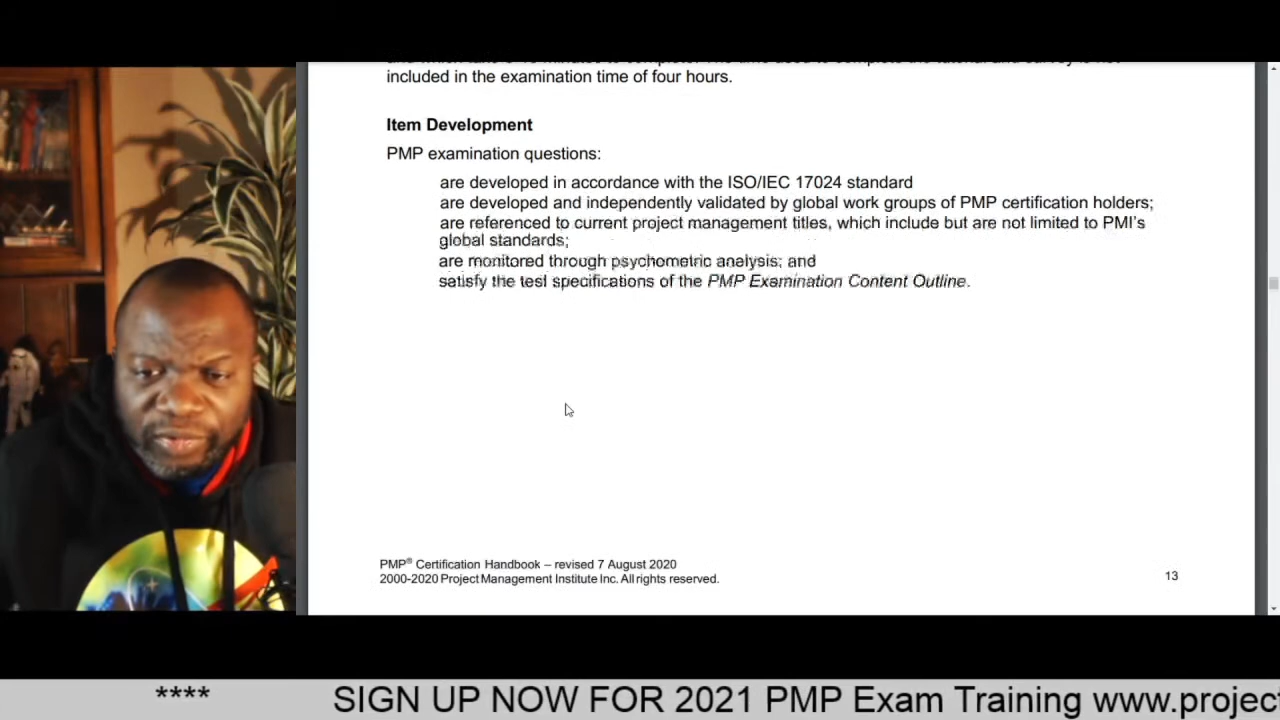 included in the examination time of four hours.
Item Development
PMP examination questions:
are developed in accordance with the ISO/IEC 17024 standard
are developed and independently validated by global work groups of PMP certification holders;
are referenced to current project management titles, which include but are not limited to PMI's
global standards;
are monitored through psychometric analysis; and
satisfy the test specifications of the PMP Examination Content Outline.
PMP® Certification Handbook – revised 7 August 2020
2000-2020 Project Management Institute Inc. All rights reserved.
13
**** SIGN UP NOW FOR 2021 PMP Exam Training www.projec